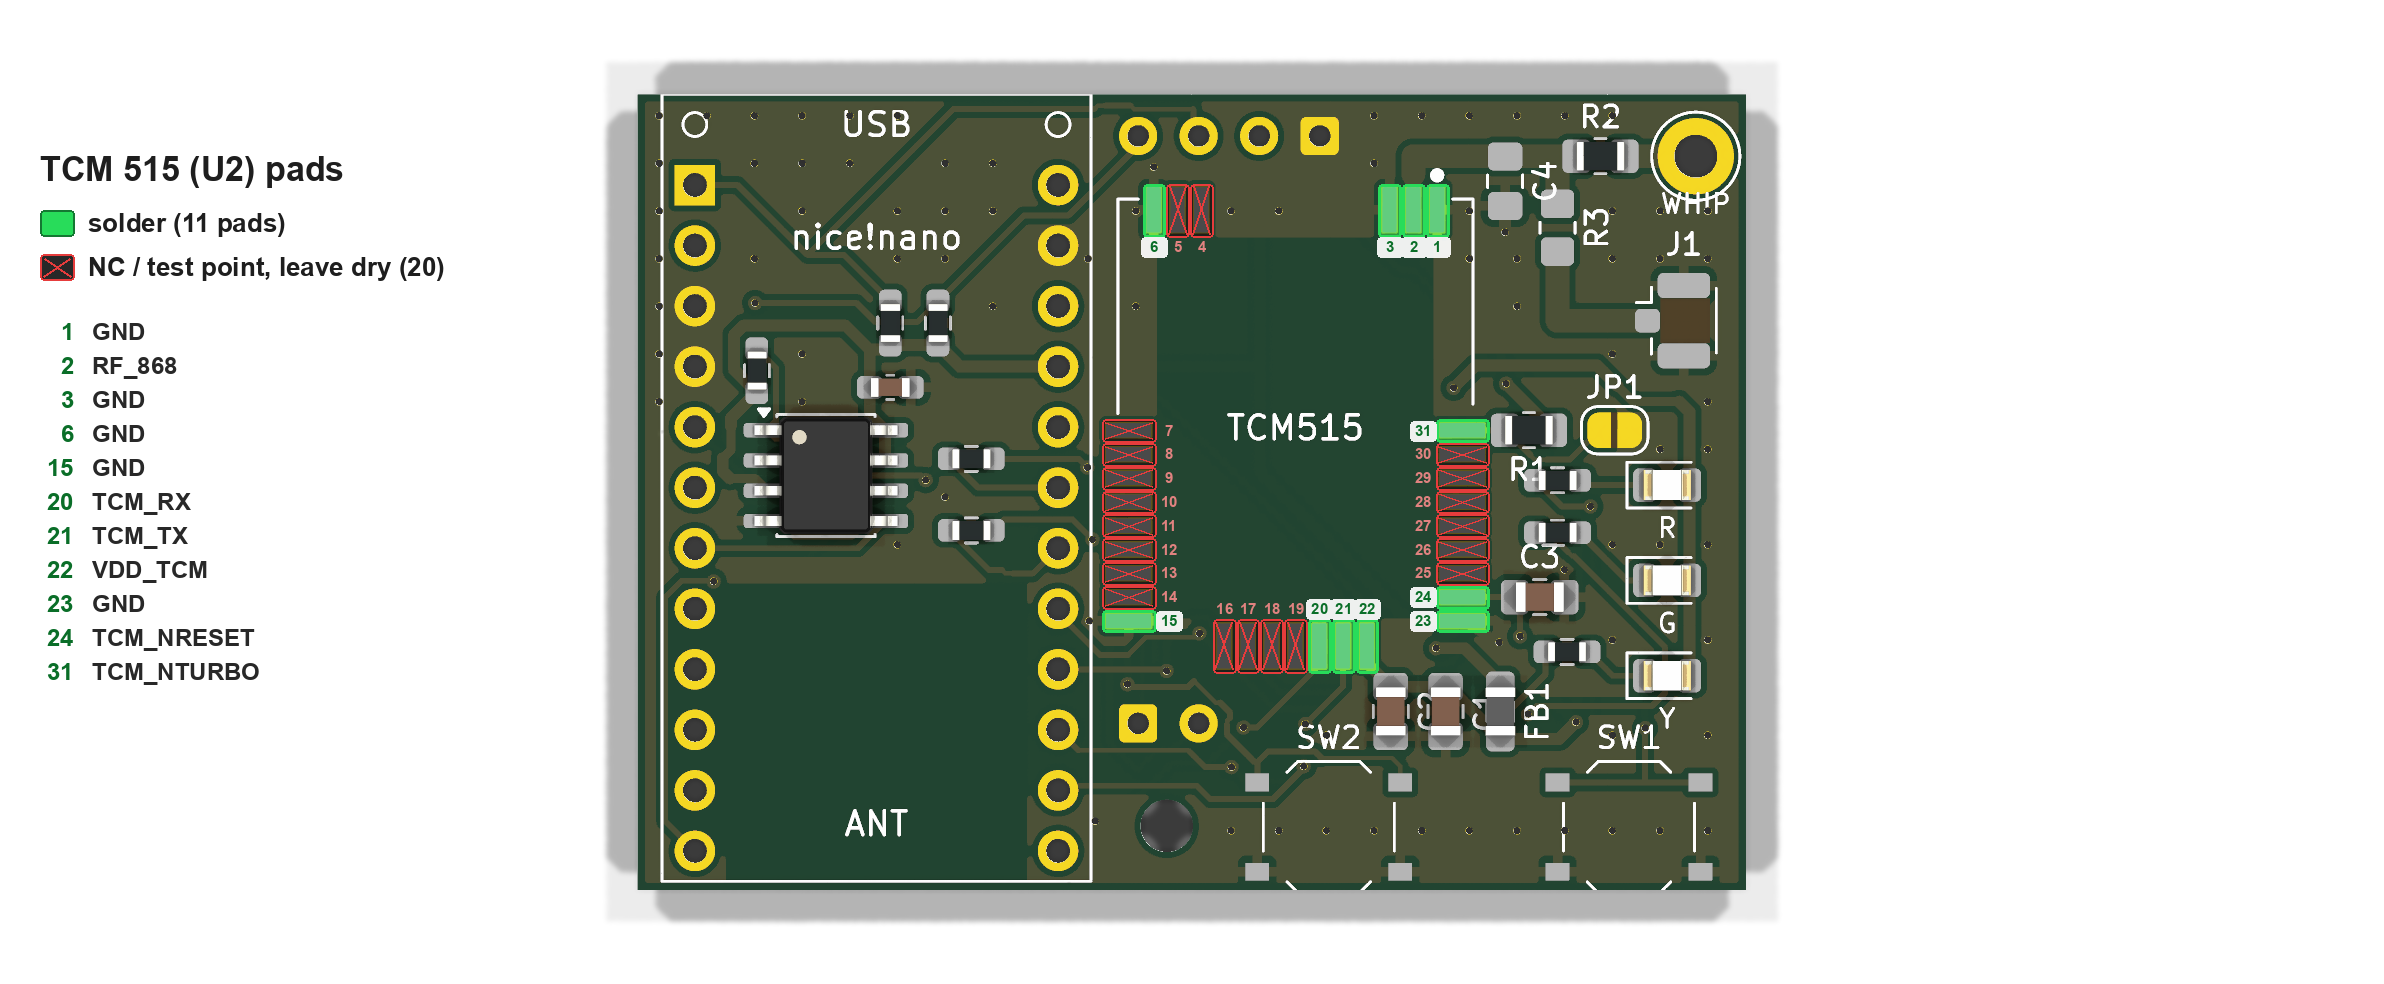 TCM 515 (U2) pads
solder (11 pads)
NC / test point, leave dry (20)
1 GND
2 RF_868
3 GND
6 GND
15 GND
20 TCM_RX
21 TCM_TX
22 VDD_TCM
23 GND
24 TCM_NRESET
31 TCM_NTURBO
USB
nice!nano
ANT
6 5 4
3 2 1
7
8
9
10
11
12
13
14
15
16 17 18 19 20 21 22
TCM515
31
30
29
28
27
26
25
24
23
R2
C4
R3
WHIP
J1
JP1
R1
R
C3
G
Y
C2
C1
FB1
SW2
SW1